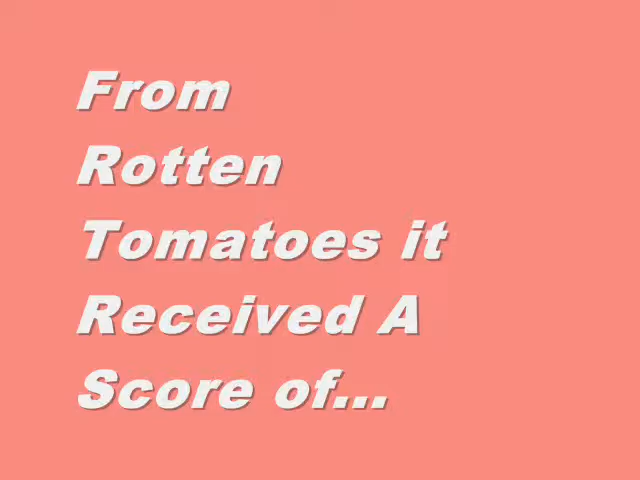 From
Rotten
Tomatoes it
Received A
Score of...